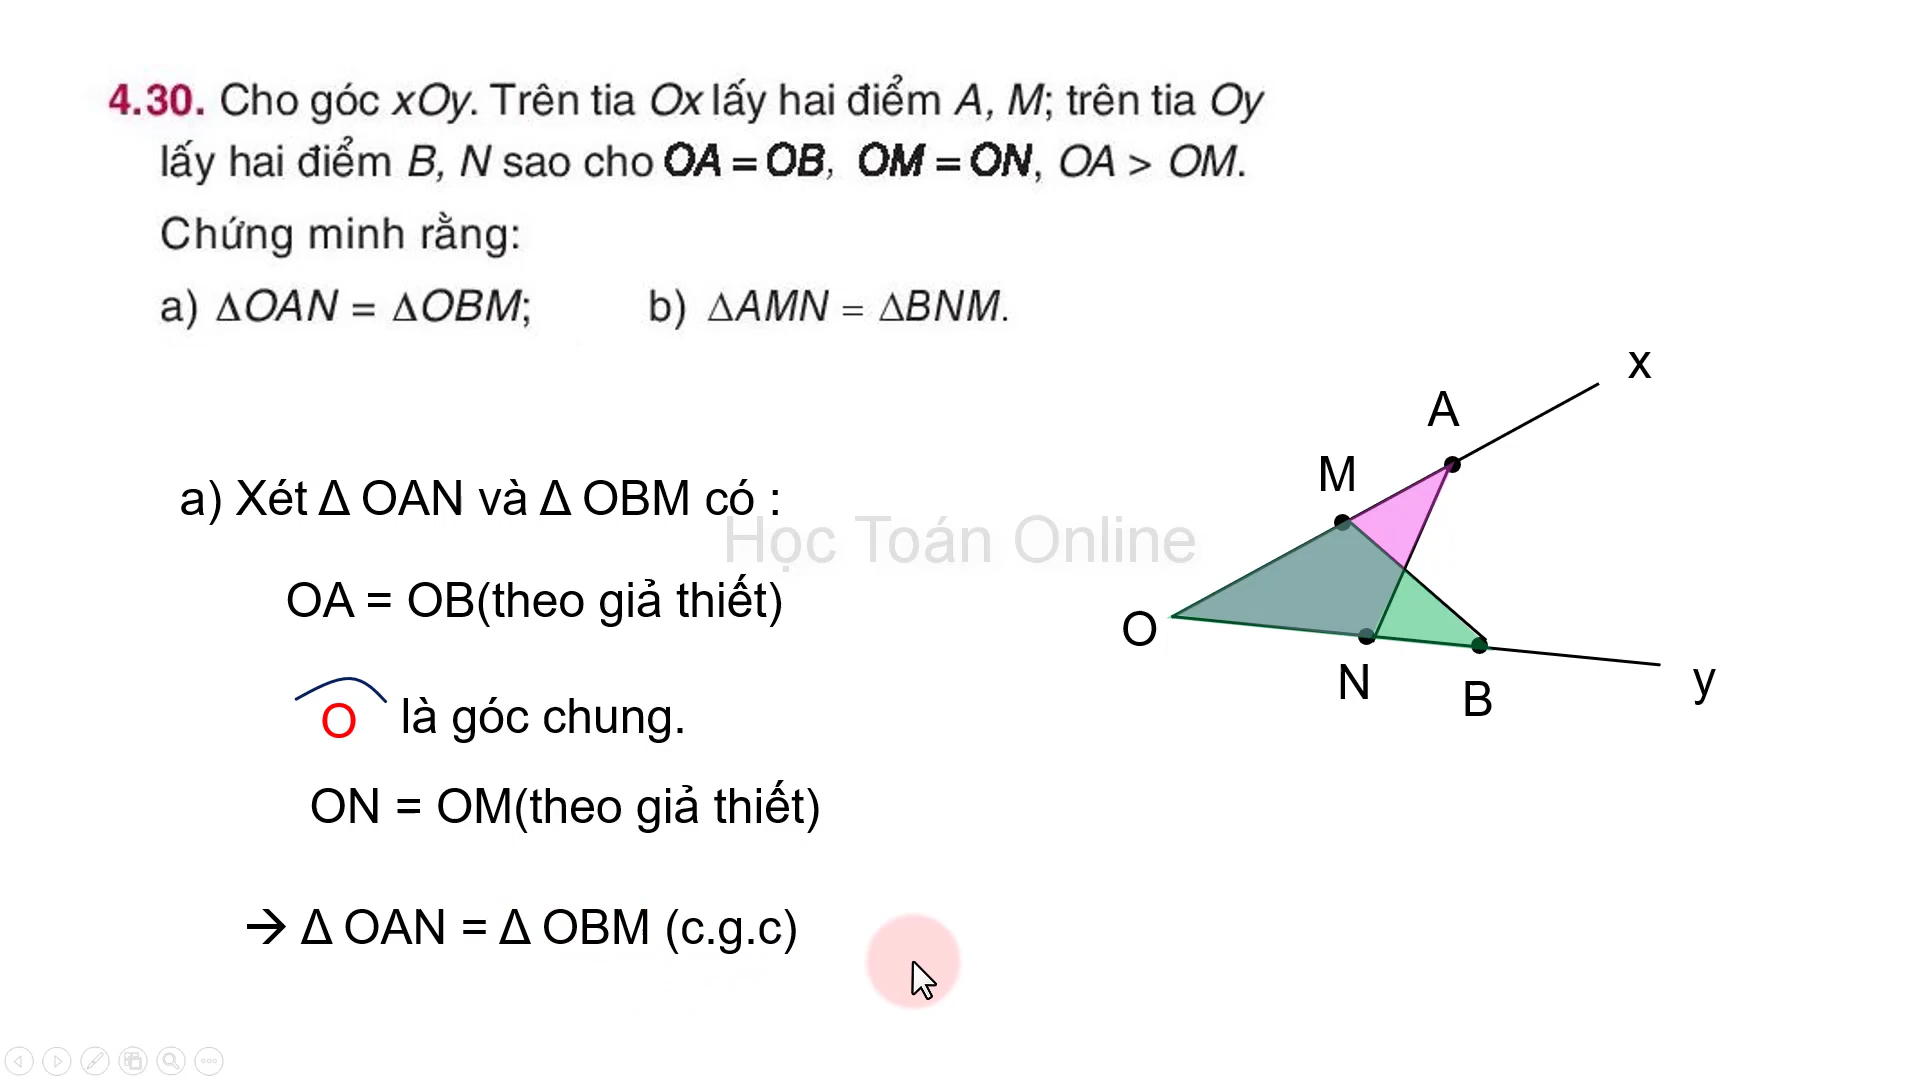 4.30. Cho góc xOy. Trên tia Ox lấy hai điểm A, M; trên tia Oy
lấy hai điểm B, N sao cho OA = OB, OM = ON, OA > OM.
Chứng minh rằng:
a) ΔOAN = ΔOBM; b) ΔAMN = ΔBNM.
x
A
M
a) Xét Δ OAN và Δ OBM có :
Học Toán Online
OA = OB(theo giả thiết)
O
N
B
y
O là góc chung.
ON = OM(theo giả thiết)
→ Δ OAN = Δ OBM (c.g.c)